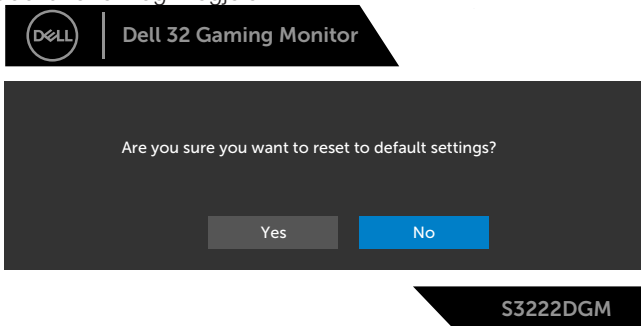 DELL
Dell 32 Gaming Monitor
Are you sure you want to reset to default settings?
Yes
No
S3222DGM